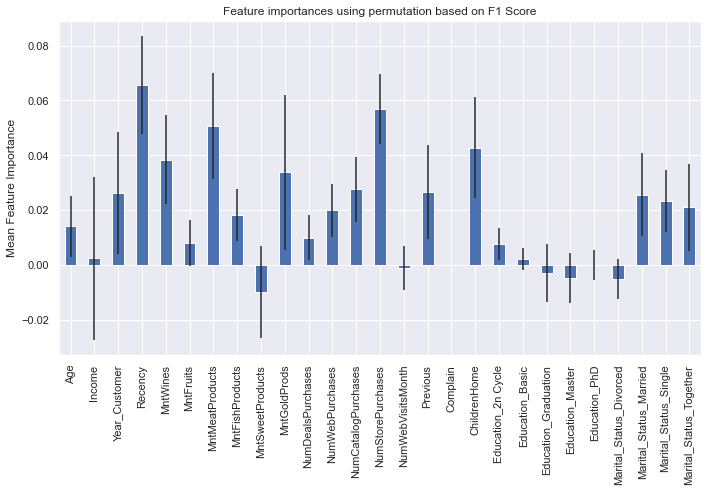 Feature importances using permutation based on F1 Score
Mean Feature Importance
0.08
0.06
0.04
0.02
0.00
−0.02
Age
Income
Year_Customer
Recency
MntWines
MntFruits
MntMeatProducts
MntFishProducts
MntSweetProducts
MntGoldProds
NumDealsPurchases
NumWebPurchases
NumCatalogPurchases
NumStorePurchases
NumWebVisitsMonth
Previous
Complain
ChildrenHome
Education_2n Cycle
Education_Basic
Education_Graduation
Education_Master
Education_PhD
Marital_Status_Divorced
Marital_Status_Married
Marital_Status_Single
Marital_Status_Together